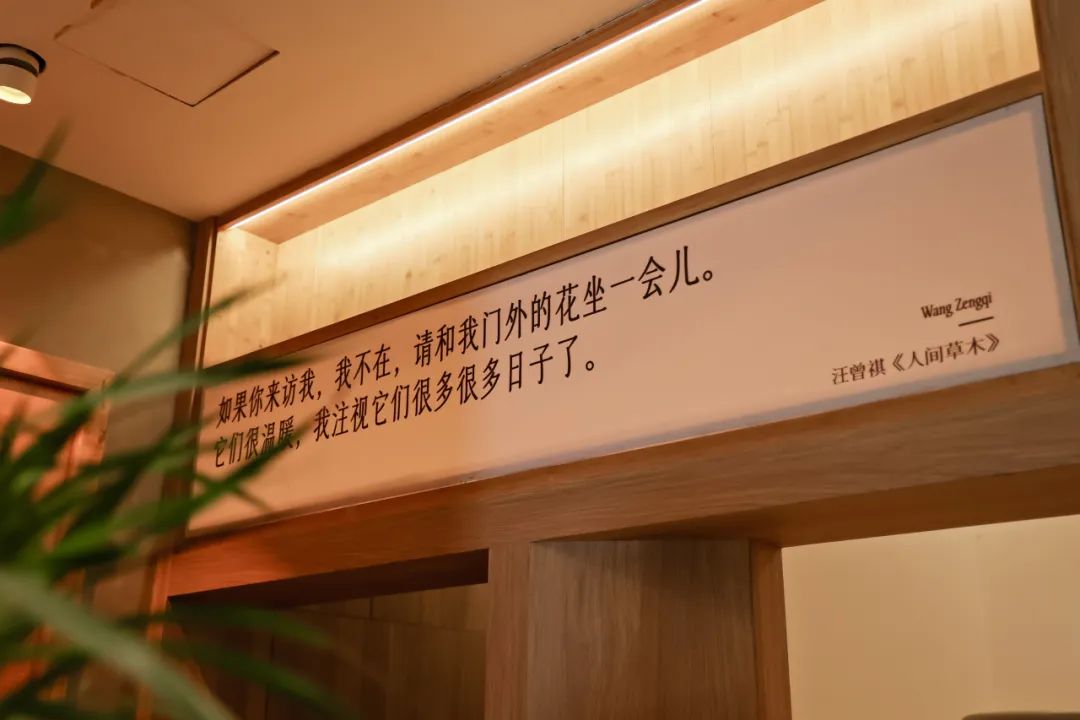 如果你来访我，我不在，请和我门外的花坐一会儿。
它们很温暖，我注视它们很多很多日子了。
Wang Zengqi
汪曾祺《人间草木》